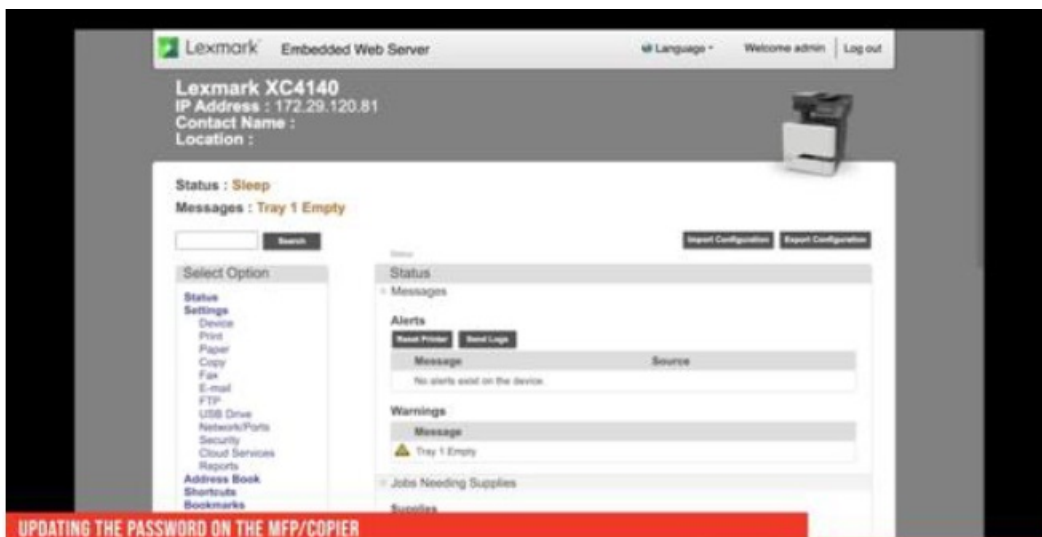 Lexmark Embedded Web Server Language Welcome admin Log out
Lexmark XC4140
IP Address : 172.29.120.81
Contact Name :
Location :
Status : Sleep
Messages : Tray 1 Empty
Search
Import Configuration Export Configuration
Status
Select Option
Status
Settings
Device
Print
Paper
Copy
Fax
E-mail
FTP
USB Drive
Network/Ports
Security
Cloud Services
Reports
Address Book
Shortcuts
Bookmarks
Status
Messages
Alerts
Reset Printer Send Logs
Message Source
No alerts exist on the device.
Warnings
Message
Tray 1 Empty
Jobs Needing Supplies
Supplies
UPDATING THE PASSWORD ON THE MFP/COPIER